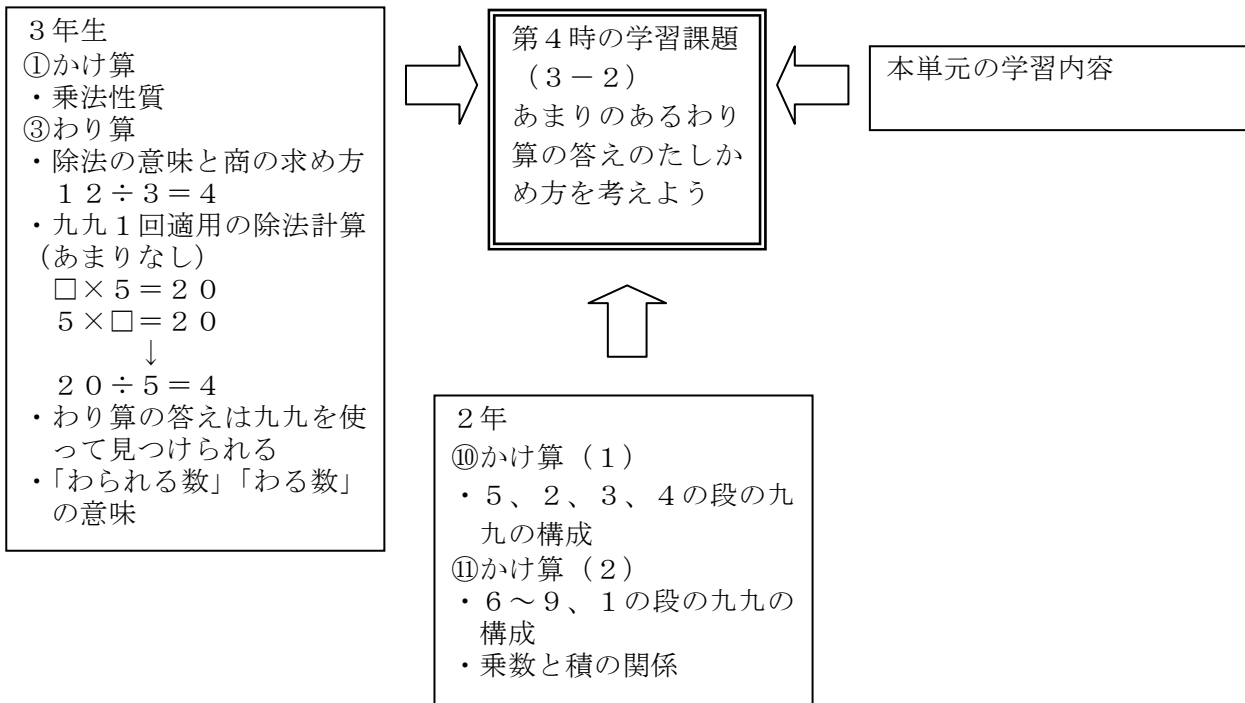 ３年生
①かけ算
・乗法性質
③わり算
・除法の意味と商の求め方
１２÷３＝４
・九九１回適用の除法計算
（あまりなし）
□×５＝２０
５×□＝２０
↓
２０÷５＝４
・わり算の答えは九九を使
って見つけられる
・「わられる数」「わる数」
の意味
第４時の学習課題
（３－２）
あまりのあるわり
算の答えのたしか
め方を考えよう
本単元の学習内容
２年
⑩かけ算（１）
・５、２、３、４の段の九
九の構成
⑪かけ算（２）
・６～９、１の段の九九の
構成
・乗数と積の関係